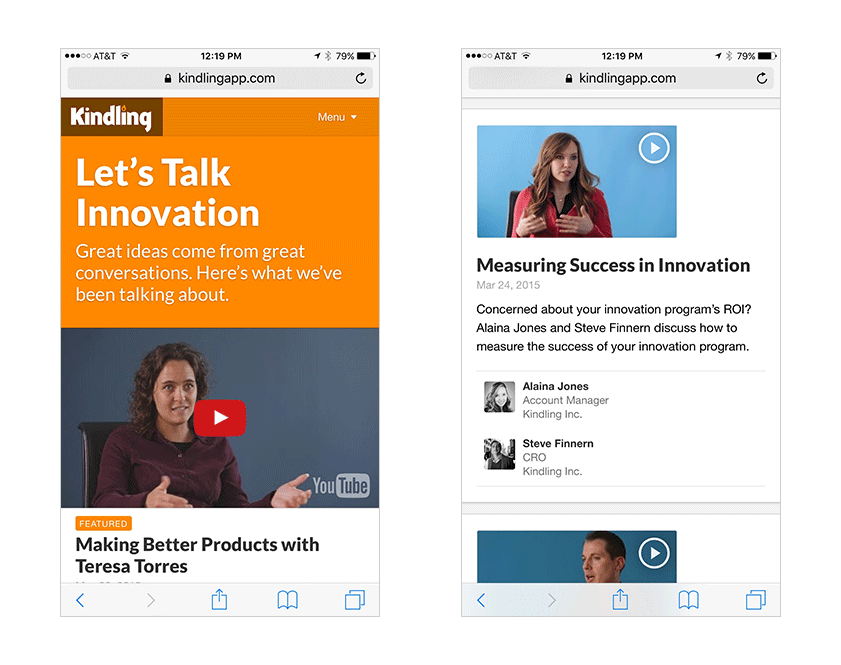 AT&T 12:19 PM 79%
kindlingapp.com
Kindling
Menu
Let’s Talk
Innovation
Great ideas come from great
conversations. Here’s what we’ve
been talking about.
YouTube
FEATURED
Making Better Products with
Teresa Torres
AT&T 12:19 PM 79%
kindlingapp.com
Measuring Success in Innovation
Mar 24, 2015
Concerned about your innovation program’s ROI?
Alaina Jones and Steve Finnern discuss how to
measure the success of your innovation program.
Alaina Jones
Account Manager
Kindling Inc.
Steve Finnern
CRO
Kindling Inc.